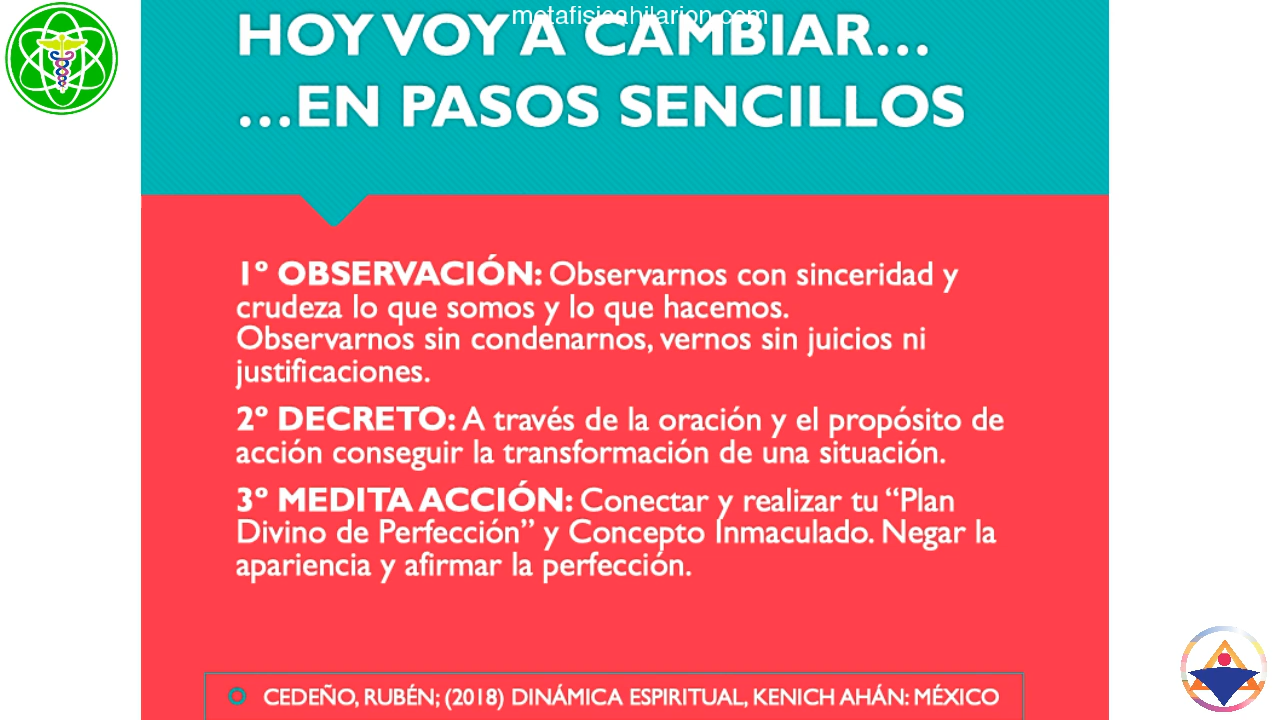 metafisicahilarion.com
HOY VOY A CAMBIAR...
...EN PASOS SENCILLOS
1º OBSERVACIÓN: Observarnos con sinceridad y
crudeza lo que somos y lo que hacemos.
Observarnos sin condenarnos, vernos sin juicios ni
justificaciones.
2º DECRETO: A través de la oración y el propósito de
acción conseguir la transformación de una situación.
3º MEDITA ACCIÓN: Conectar y realizar tu “Plan
Divino de Perfección” y Concepto Inmaculado. Negar la
apariencia y afirmar la perfección.
CEDEÑO, RUBÉN; (2018) DINÁMICA ESPIRITUAL, KENICH AHÁN: MÉXICO